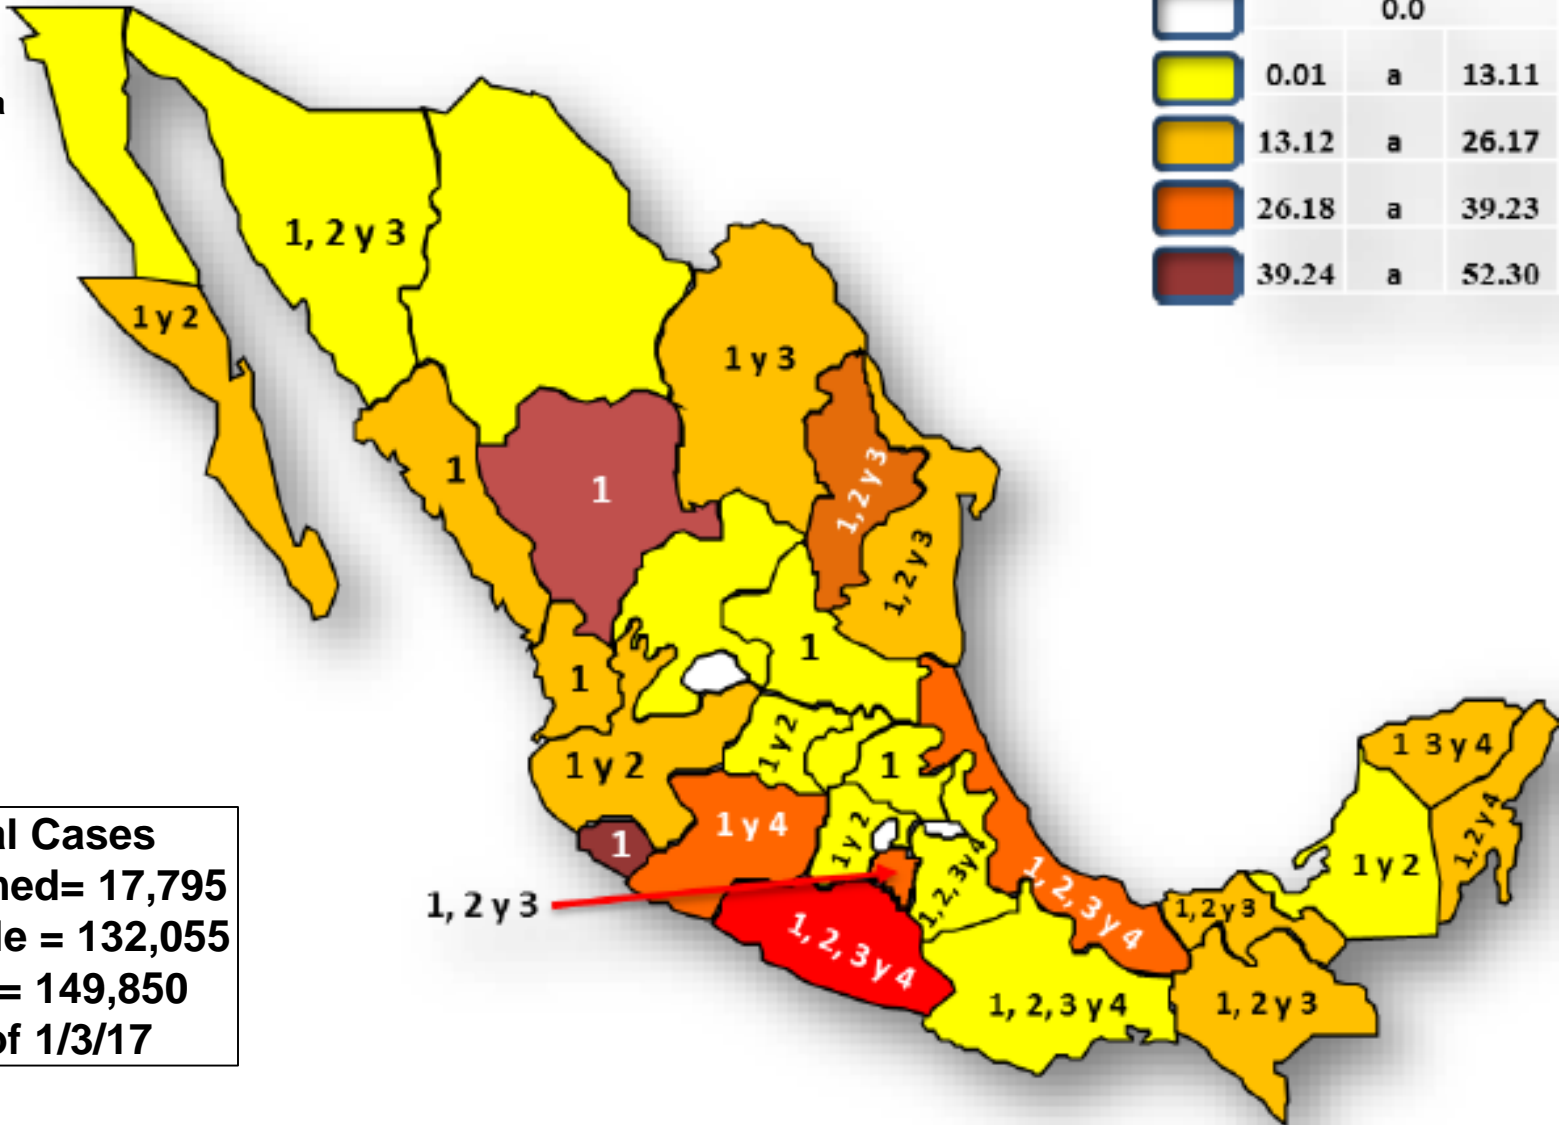 0.0
a
0.01 a 13.11
13.12 a 26.17
26.18 a 39.23
39.24 a 52.30
1, 2 y 3
1 y 2
1 y 3
1
1
1, 2 y 3
1, 2 y 3
1
1
1 y 2
1 y 2
1
1 3 y 4
1, 2 y 4
1 y 2
1
1 y 4
1 y 2
1, 2, 3 y 4
1, 2, 3 y 4
1, 2 y 3
1, 2 y 3
1, 2, 3 y 4
1, 2, 3 y 4
1, 2 y 3
al Cases
ned= 17,795
le = 132,055
= 149,850
of 1/3/17